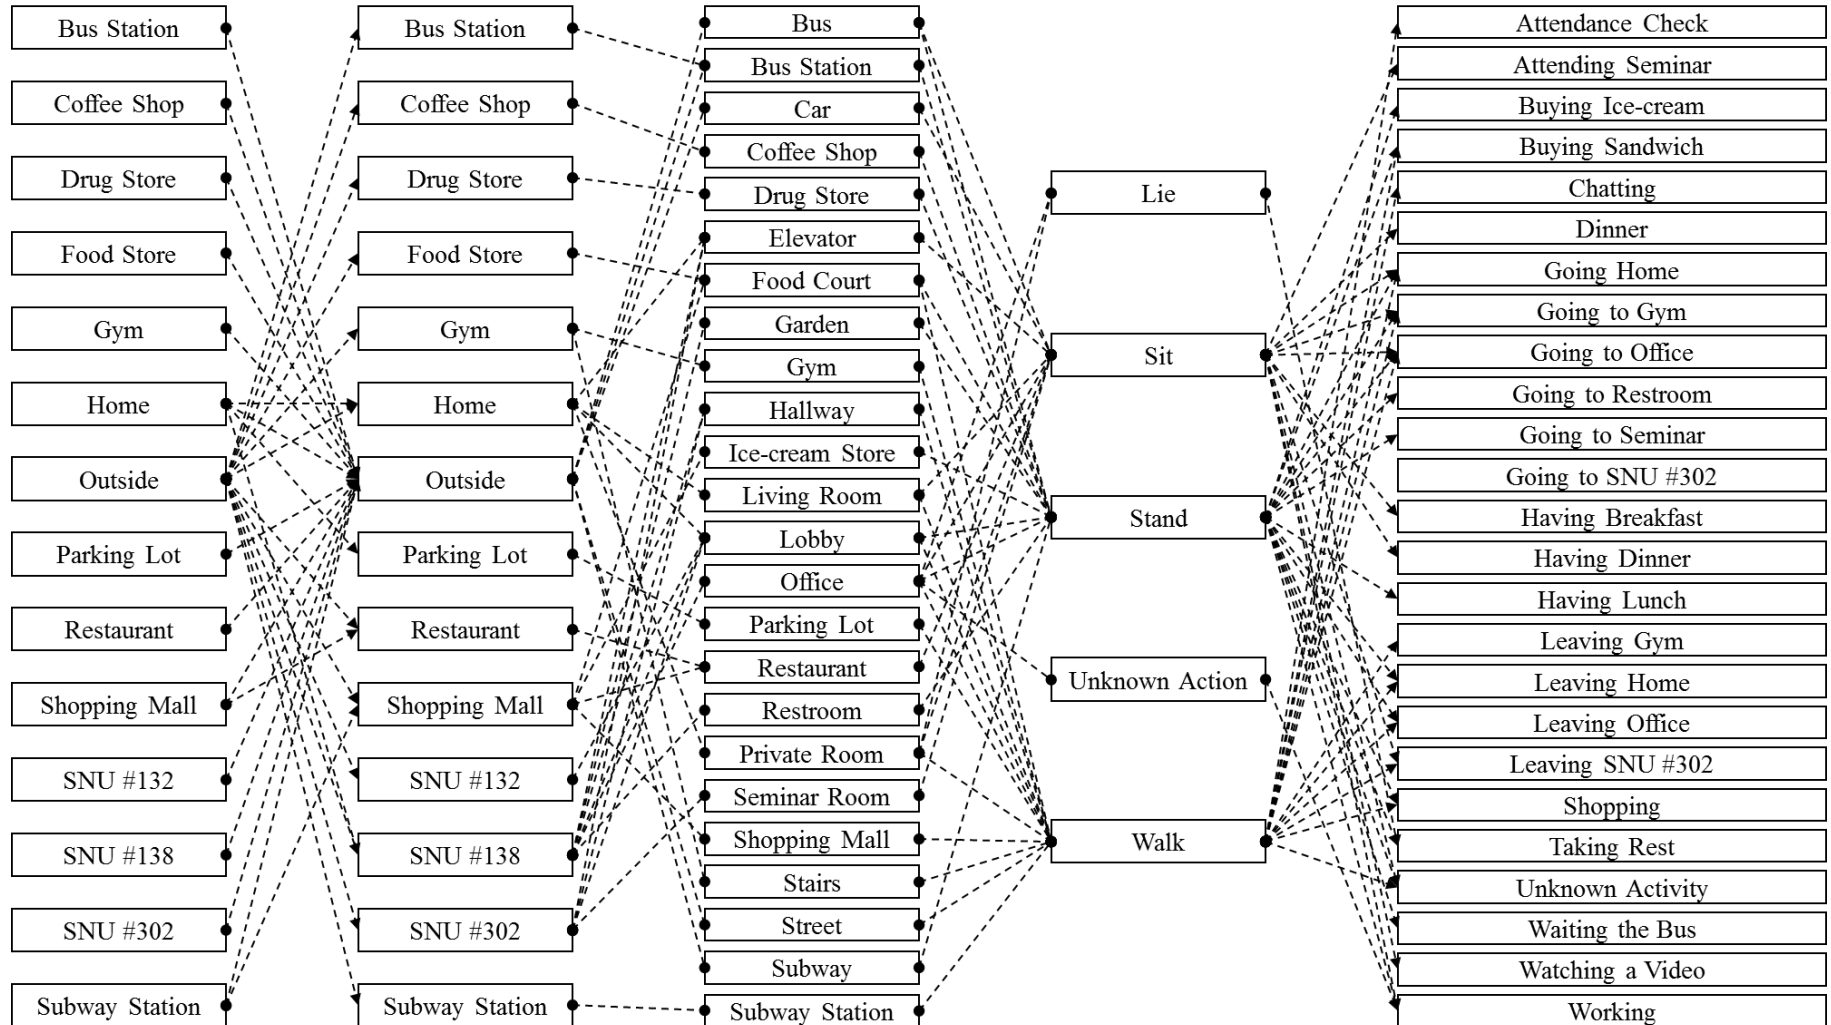 Bus Station
Coffee Shop
Drug Store
Food Store
Gym
Home
Outside
Parking Lot
Restaurant
Shopping Mall
SNU #132
SNU #138
SNU #302
Subway Station
Bus Station
Coffee Shop
Drug Store
Food Store
Gym
Home
Outside
Parking Lot
Restaurant
Shopping Mall
SNU #132
SNU #138
SNU #302
Subway Station
Bus
Bus Station
Car
Coffee Shop
Drug Store
Elevator
Food Court
Garden
Gym
Hallway
Ice-cream Store
Living Room
Lobby
Office
Parking Lot
Restaurant
Restroom
Private Room
Seminar Room
Shopping Mall
Stairs
Street
Subway
Subway Station
Lie
Sit
Stand
Unknown Action
Walk
Attendance Check
Attending Seminar
Buying Ice-cream
Buying Sandwich
Chatting
Dinner
Going Home
Going to Gym
Going to Office
Going to Restroom
Going to Seminar
Going to SNU #302
Having Breakfast
Having Dinner
Having Lunch
Leaving Gym
Leaving Home
Leaving Office
Leaving SNU #302
Shopping
Taking Rest
Unknown Activity
Waiting the Bus
Watching a Video
Working